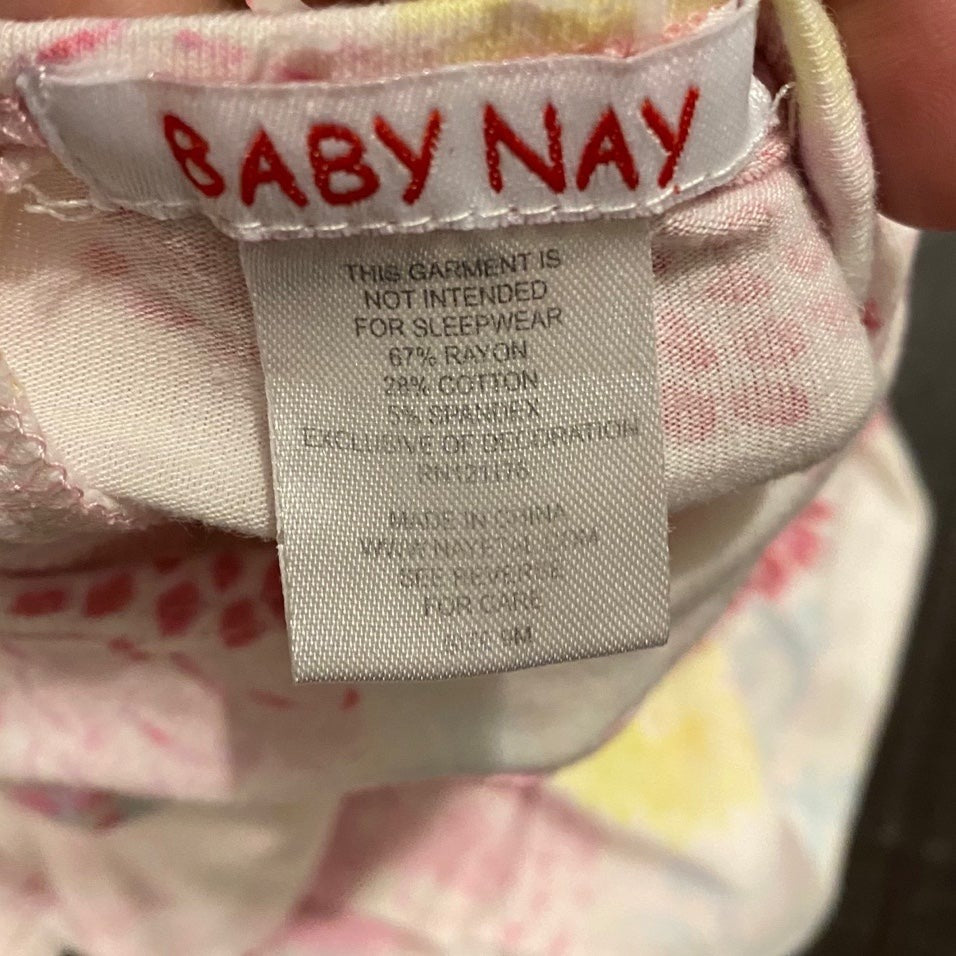 BABY NAY
THIS GARMENT IS
NOT INTENDED
FOR SLEEPWEAR
67% RAYON
28% COTTON
5% SPANDEX
EXCLUSIVE OF DECORATION
MADE IN CHINA
SEE REVERSE
FOR CARE